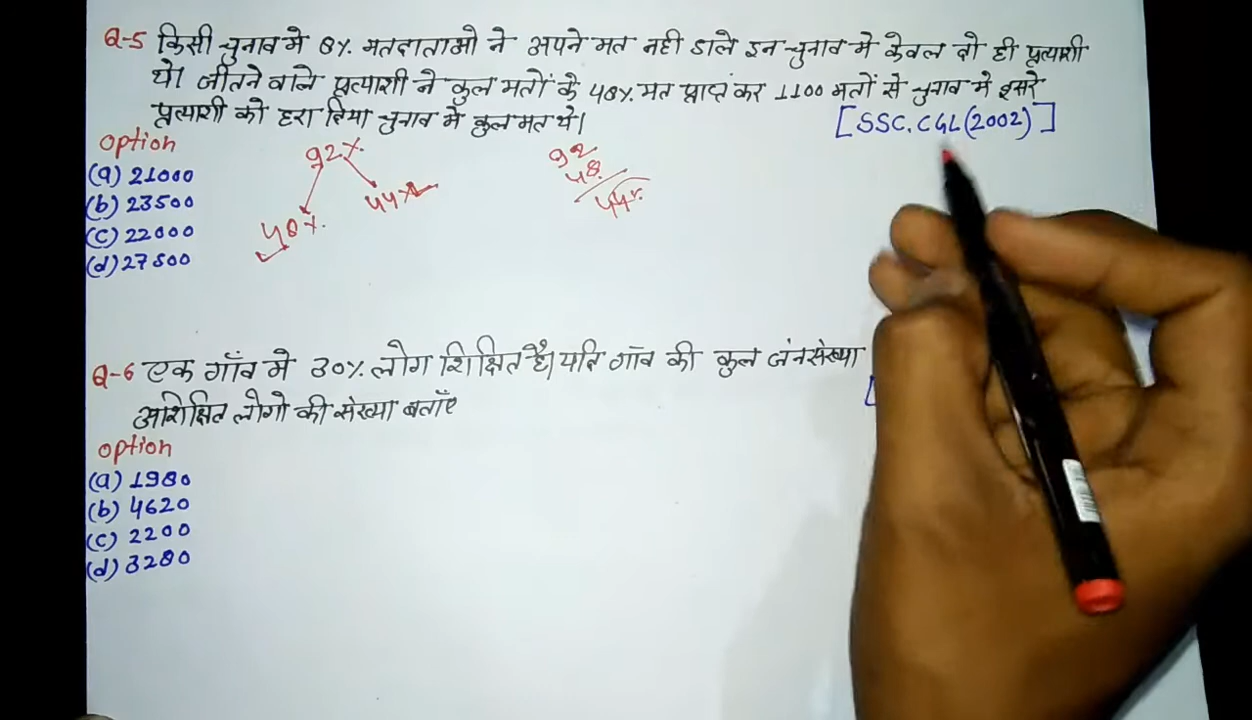 Q-5 किसी चुनाव मे 8% मतदाताओ ने अपने मत नही डाले इन चुनाव मे केवल दो ही प्रत्याशी
थे। जीतने वाले प्रत्याशी ने कुल मतों के 48% मत प्राप्त कर 1100 मतों से चुनाव मे दूसरे
प्रत्याशी को हरा दिया चुनाव मे कुल मत थे।
[SSC. CGL(2002)]
option
(a) 21000
(b) 23500
(c) 22000
(d) 27500
92%
48%
44%
92
48
44%
Q-6 एक गाँव मे 30% लोग शिक्षित है। यदि गाँव की कुल जंनसंख्या
[
अशिक्षित लोगो की संख्या बताएँ
option
(a) 1980
(b) 4620
(c) 2200
(d) 3280